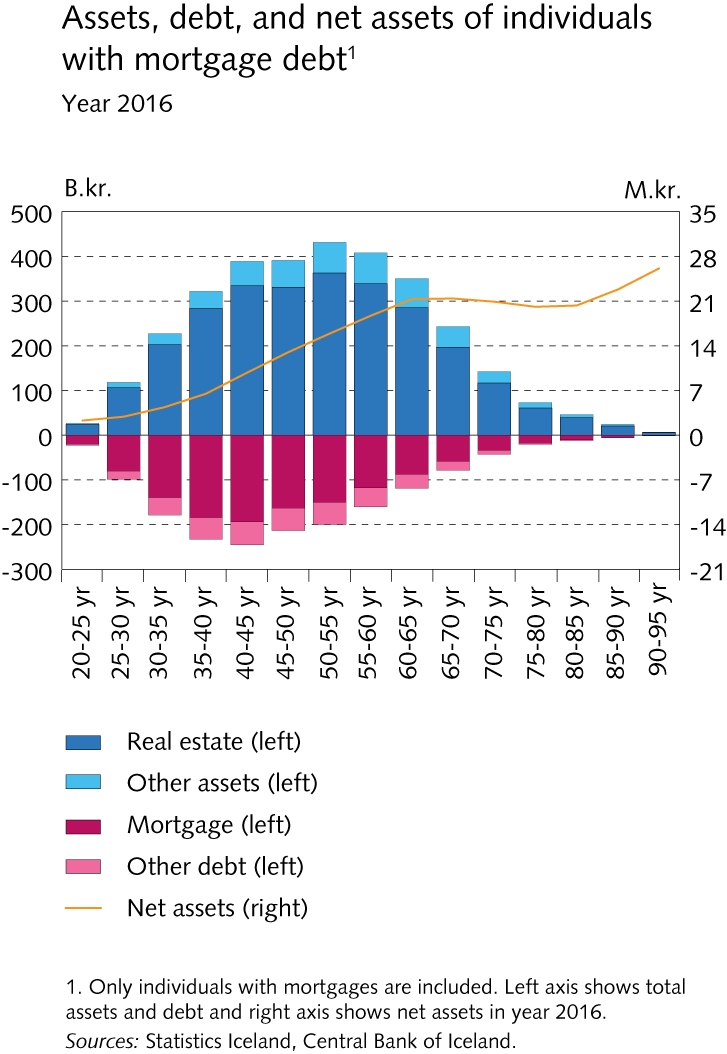 Assets, debt, and net assets of individuals
with mortgage debt¹
Year 2016
B.kr.
M.kr.
500
400
300
200
100
0
-100
-200
-300
35
28
21
14
7
0
-7
-14
-21
20-25 yr
25-30 yr
30-35 yr
35-40 yr
40-45 yr
45-50 yr
50-55 yr
55-60 yr
60-65 yr
65-70 yr
70-75 yr
75-80 yr
80-85 yr
85-90 yr
90-95 yr
Real estate (left)
Other assets (left)
Mortgage (left)
Other debt (left)
Net assets (right)
1. Only individuals with mortgages are included. Left axis shows total
assets and debt and right axis shows net assets in year 2016.
Sources: Statistics Iceland, Central Bank of Iceland.